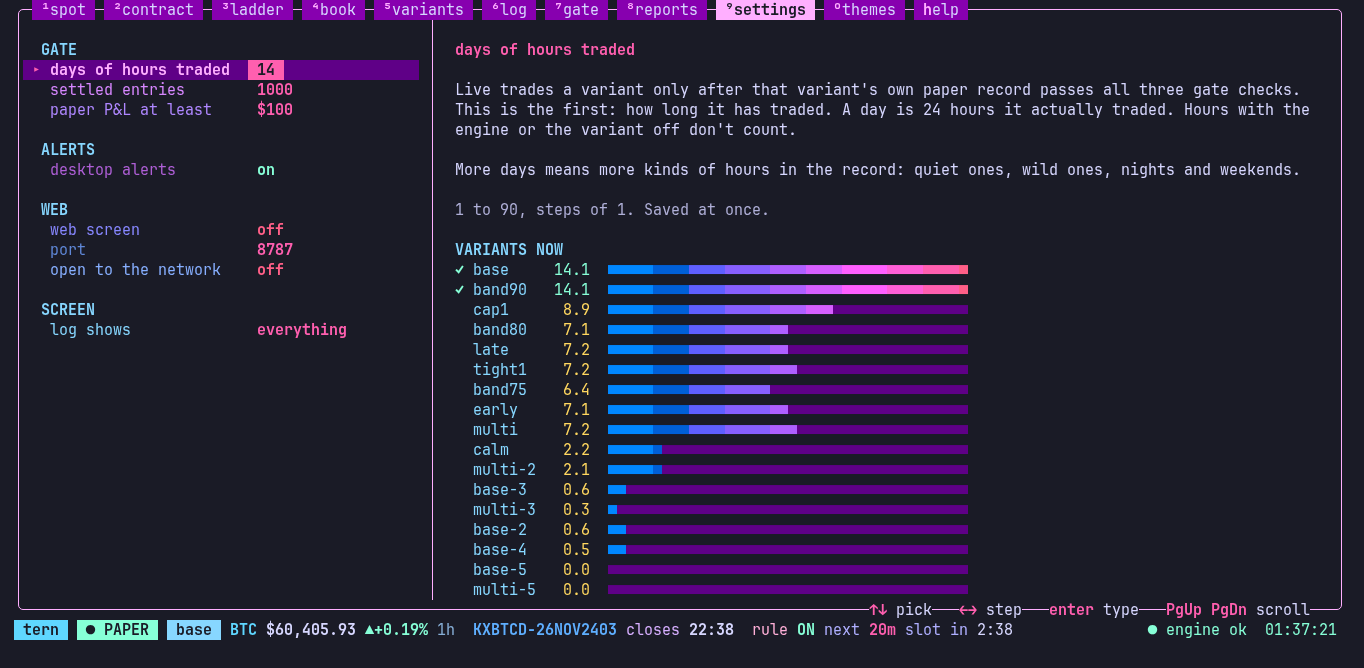 ¹spot ²contract ³ladder ⁴book ⁵variants ⁶log ⁷gate ⁸reports ⁹settings ⁰themes help
GATE
▸ days of hours traded 14
settled entries 1000
paper P&L at least $100
ALERTS
desktop alerts on
WEB
web screen off
port 8787
open to the network off
SCREEN
log shows everything
days of hours traded
Live trades a variant only after that variant's own paper record passes all three gate checks.
This is the first: how long it has traded. A day is 24 hours it actually traded. Hours with the
engine or the variant off don't count.
More days means more kinds of hours in the record: quiet ones, wild ones, nights and weekends.
1 to 90, steps of 1. Saved at once.
VARIANTS NOW
✓ base 14.1
✓ band90 14.1
cap1 8.9
band80 7.1
late 7.2
tight1 7.2
band75 6.4
early 7.1
multi 7.2
calm 2.2
multi-2 2.1
base-3 0.6
multi-3 0.3
base-2 0.6
base-4 0.5
base-5 0.0
multi-5 0.0
↑↓ pick ←→ step enter type PgUp PgDn scroll
tern ● PAPER base BTC $60,405.93 ▲+0.19% 1h KXBTCD-26NOV2403 closes 22:38 rule ON next 20m slot in 2:38 ● engine ok 01:37:21